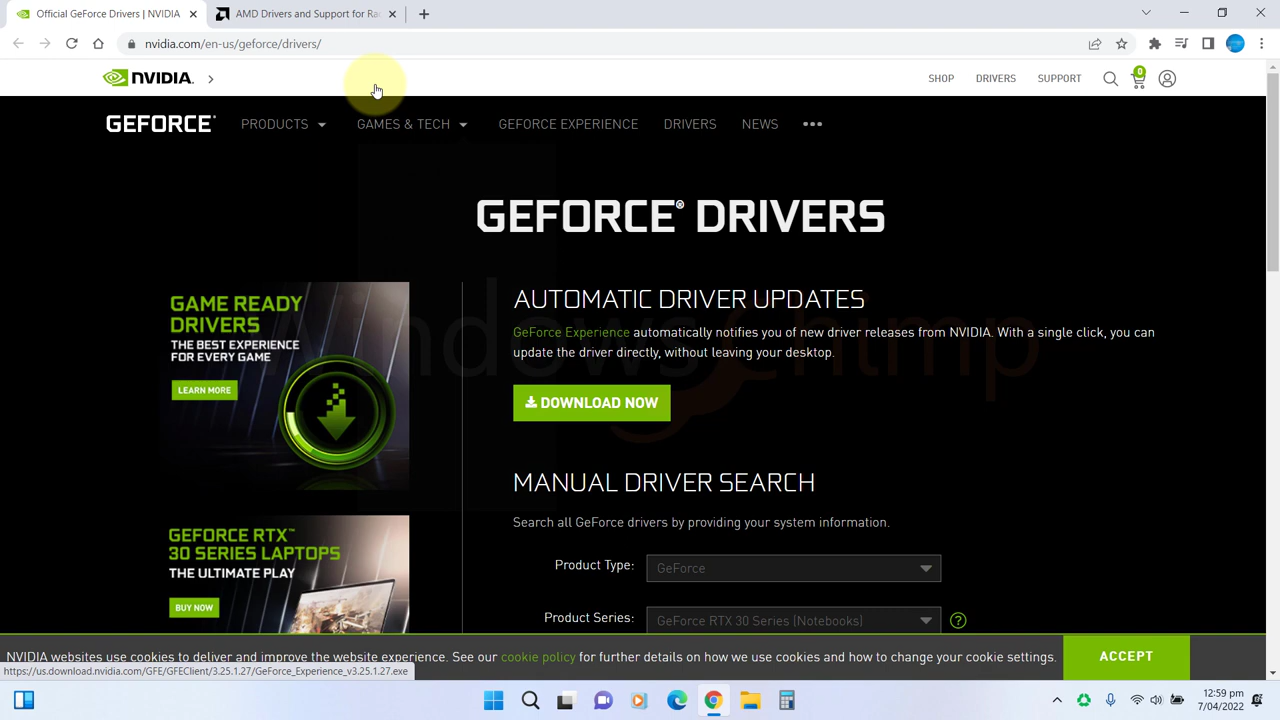 Official GeForce Drivers | NVIDIA
AMD Drivers and Support for Ra
nvidia.com/en-us/geforce/drivers/
NVIDIA.
SHOP
DRIVERS
SUPPORT
0
GEFORCE
PRODUCTS
GAMES & TECH
GEFORCE EXPERIENCE
DRIVERS
NEWS
GEFORCE® DRIVERS
GAME READY
DRIVERS
THE BEST EXPERIENCE
FOR EVERY GAME
LEARN MORE
GEFORCE RTX™
30 SERIES LAPTOPS
THE ULTIMATE PLAY
BUY NOW
AUTOMATIC DRIVER UPDATES
GeForce Experience automatically notifies you of new driver releases from NVIDIA. With a single click, you can
update the driver directly, without leaving your desktop.
DOWNLOAD NOW
MANUAL DRIVER SEARCH
Search all GeForce drivers by providing your system information.
Product Type:
GeForce
Product Series:
GeForce RTX 30 Series (Notebooks)
?
NVIDIA websites use cookies to deliver and improve the website experience. See our cookie policy for further details on how we use cookies and how to change your cookie settings.
ACCEPT
https://us.download.nvidia.com/GFE/GFEClient/3.25.1.27/GeForce_Experience_v3.25.1.27.exe
12:59 pm
7/04/2022